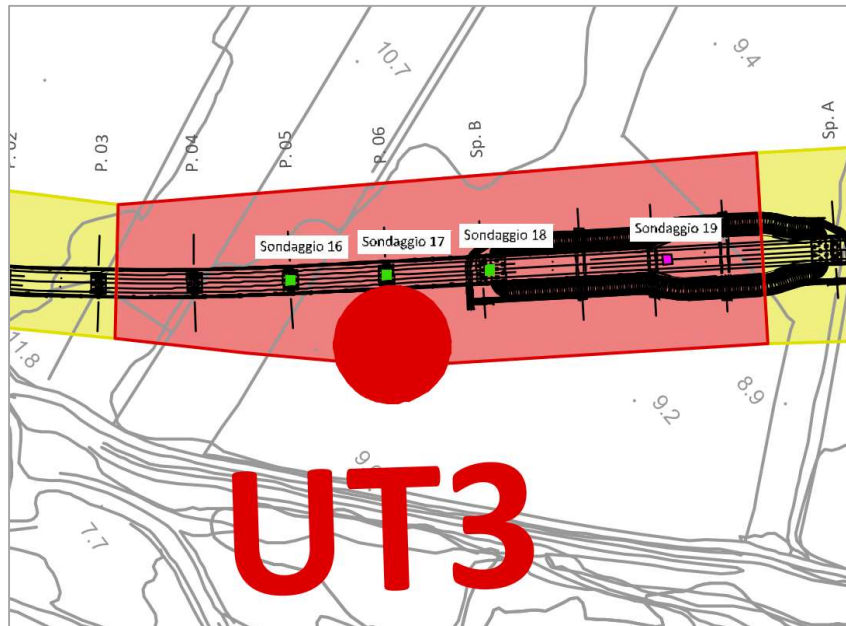 10.7
9.4
P. 02
P. 03
P. 04
P. 05
P. 06
Sp. B
Sp. A
Sondaggio 16
Sondaggio 17
Sondaggio 18
Sondaggio 19
11.8
8.9
9.2
7.7
UT3